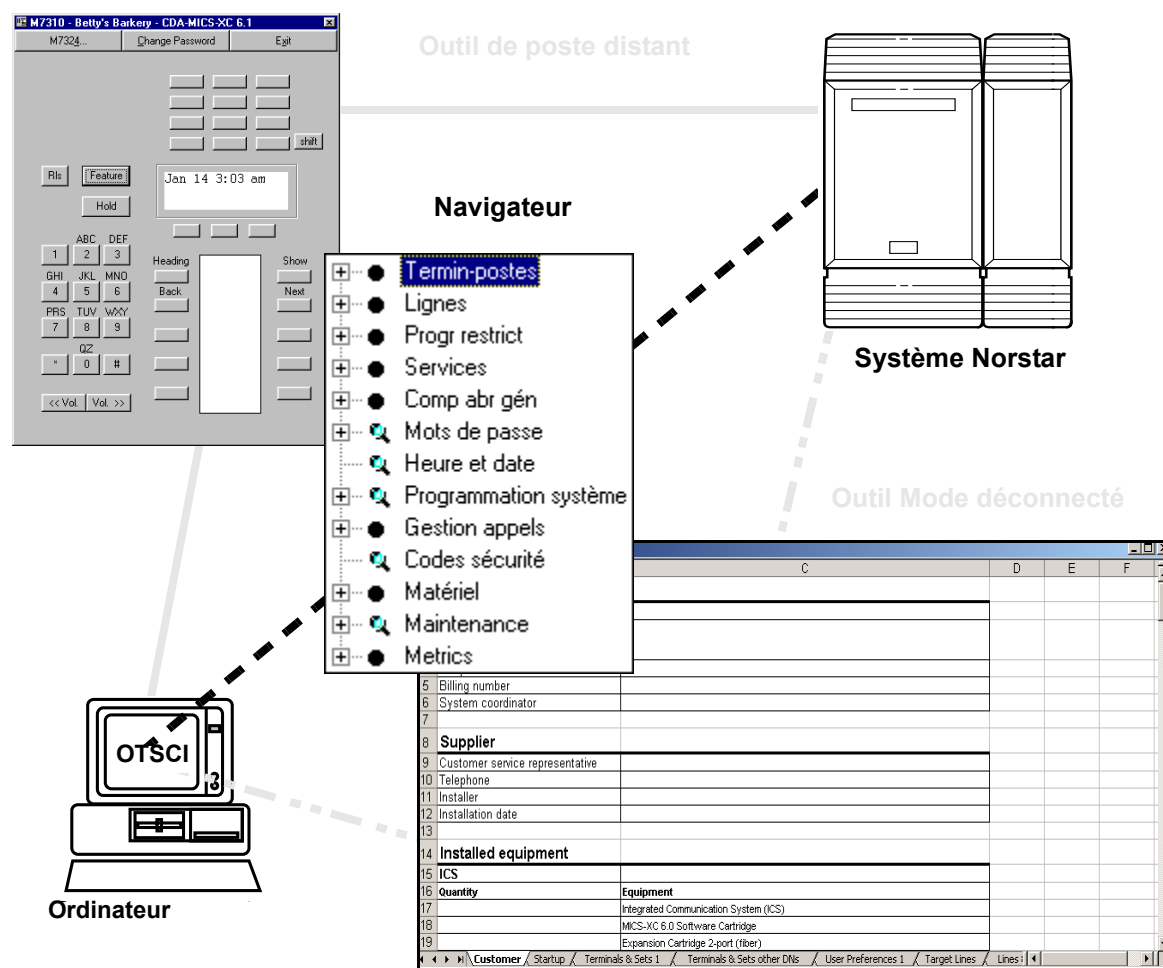 M7310 - Betty's Barkery - CDA-MICS-XC 6.1
M7324... Change Password Exit
Outil de poste distant
shift
Rls Feature
Jan 14 3:03 am
Hold
ABC DEF
1 2 3
GHI JKL MNO
4 5 6
PRS TUV WXY
7 8 9
QZ
* 0 #
<< Vol. Vol. >>
Heading Show
Back Next
Navigateur
Termin-postes
Lignes
Progr restrict
Services
Comp abr gén
Mots de passe
Heure et date
Programmation système
Gestion appels
Codes sécurité
Matériel
Maintenance
Metrics
Système Norstar
Outil Mode déconnecté
C D E F
5 Billing number
6 System coordinator
7
8 Supplier
9 Customer service representative
10 Telephone
11 Installer
12 Installation date
13
14 Installed equipment
15 ICS
16 Quantity Equipment
17 Integrated Communication System (ICS)
18 MICS-XC 6.0 Software Cartridge
19 Expansion Cartridge 2-port (fiber)
Customer Startup Terminals & Sets 1 Terminals & Sets other DNs User Preferences 1 Target Lines Lines
OTSCI
Ordinateur